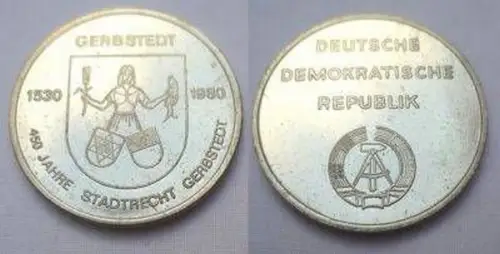 GERBSTEDT
1530 1980
450 JAHRE STADTRECHT GERBSTEDT
DEUTSCHE
DEMOKRATISCHE
REPUBLIK